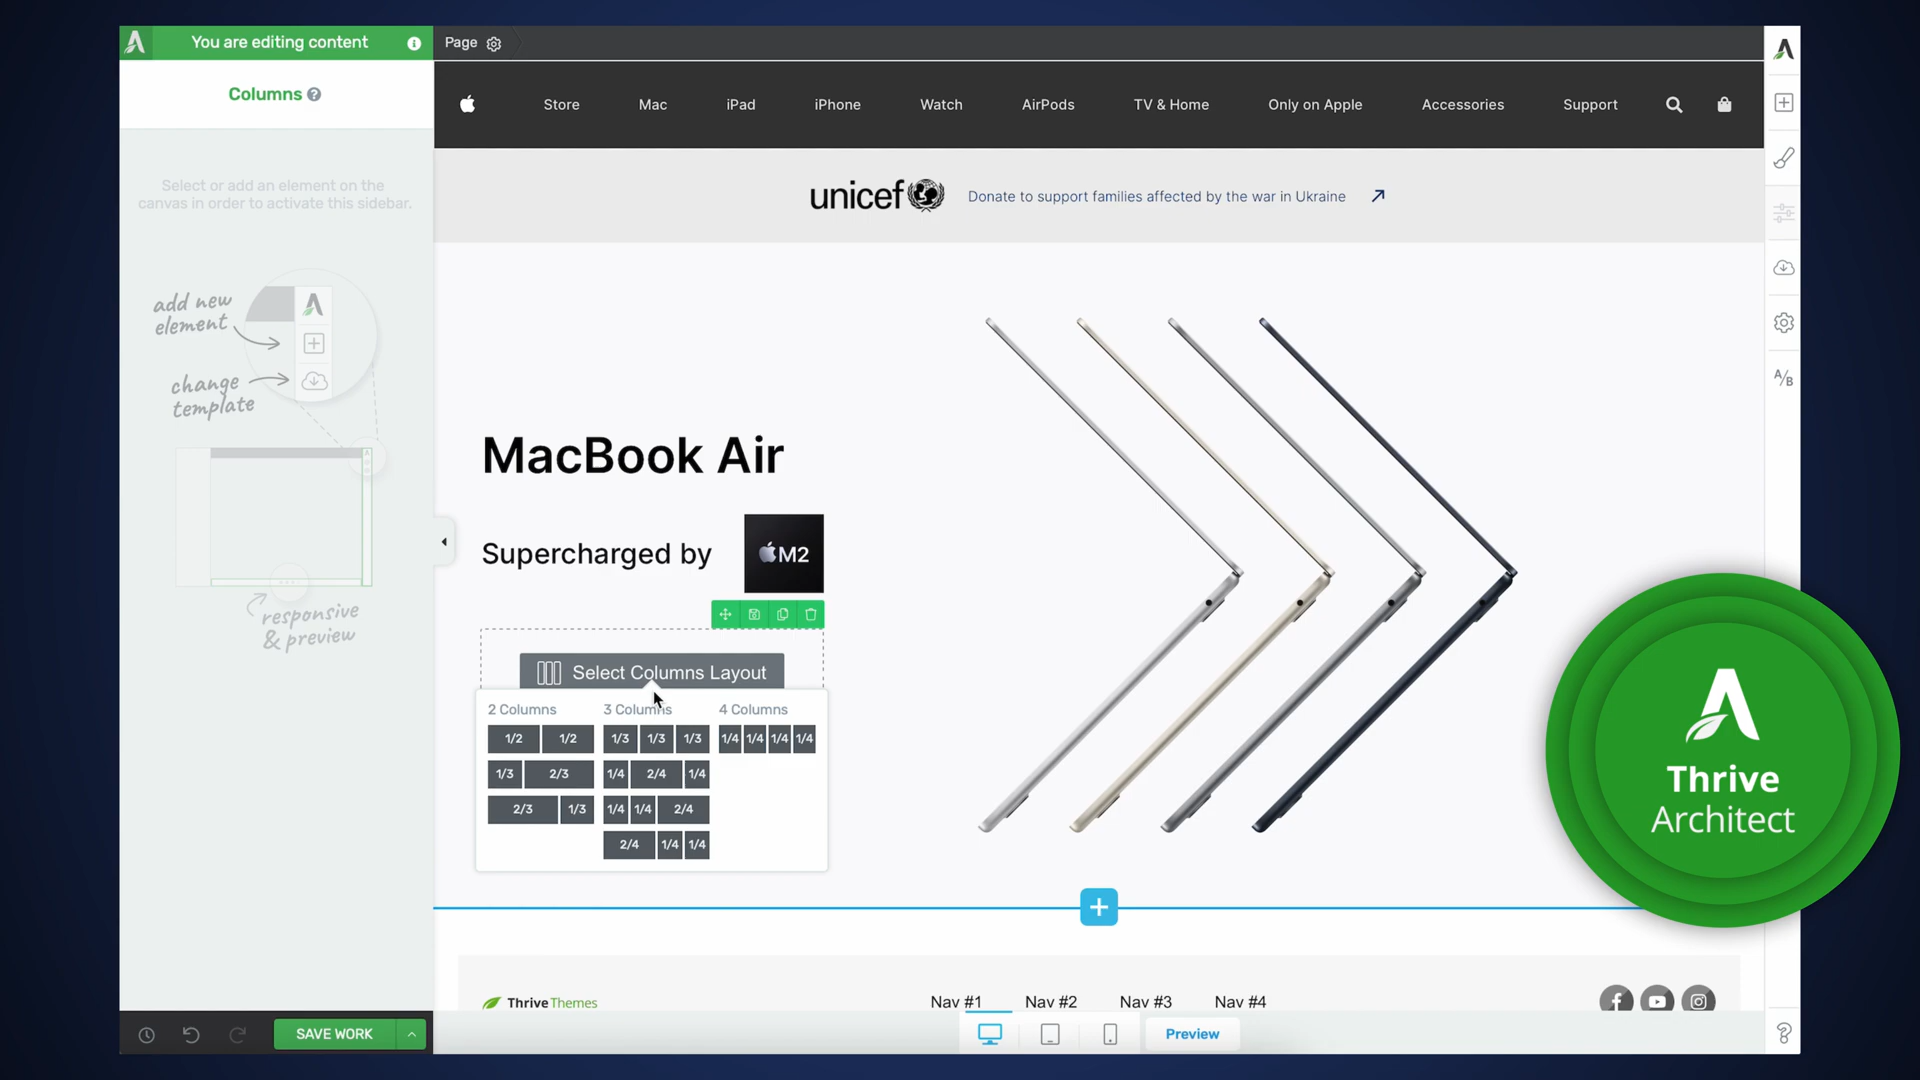 You are editing content
Page
Columns
Store Mac iPad iPhone Watch AirPods TV & Home Only on Apple Accessories Support
Select or add an element on the
canvas in order to activate this sidebar.
unicef
Donate to support families affected by the war in Ukraine
add new
element
change
template
responsive
& preview
MacBook Air
Supercharged by
M2
Select Columns Layout
2 Columns 3 Columns 4 Columns
1/2 1/2 1/3 1/3 1/3 1/4 1/4 1/4 1/4
1/3 2/3 1/4 2/4 1/4
2/3 1/3 1/4 1/4 2/4
2/4 1/4 1/4
A/B
Thrive
Architect
ThriveThemes
Nav #1 Nav #2 Nav #3 Nav #4
SAVE WORK
Preview